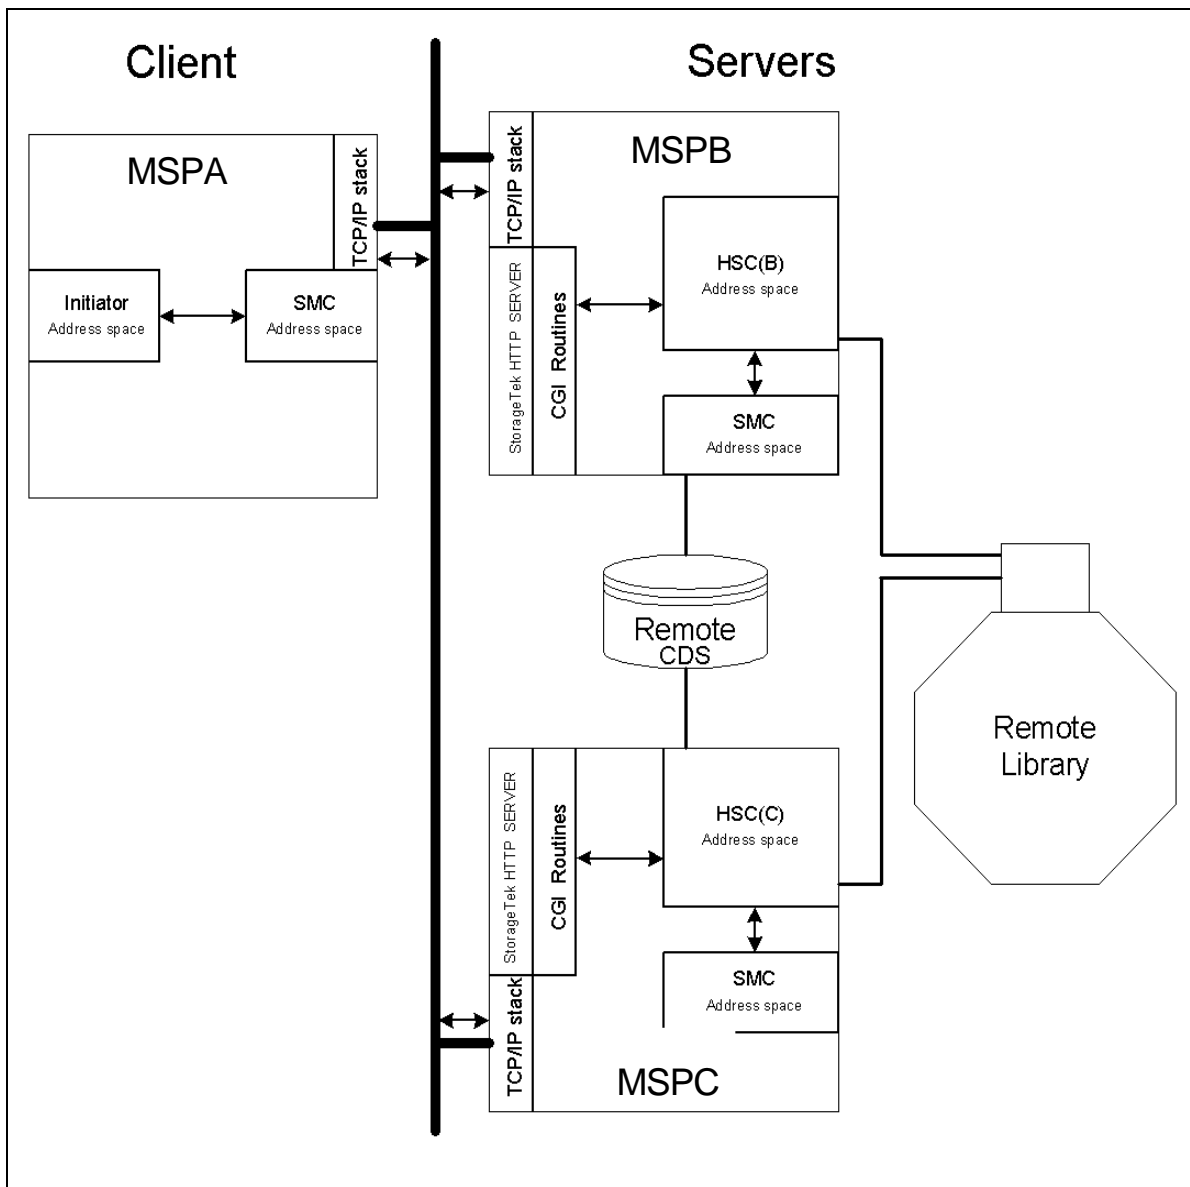 Client
Servers
MSPA
TCP/IP stack
Initiator
Address space
SMC
Address space
MSPB
TCP/IP stack
StorageTek HTTP SERVER
CGI Routines
HSC(B)
Address space
SMC
Address space
Remote
CDS
Remote
Library
StorageTek HTTP SERVER
CGI Routines
HSC(C)
Address space
SMC
Address space
TCP/IP stack
MSPC